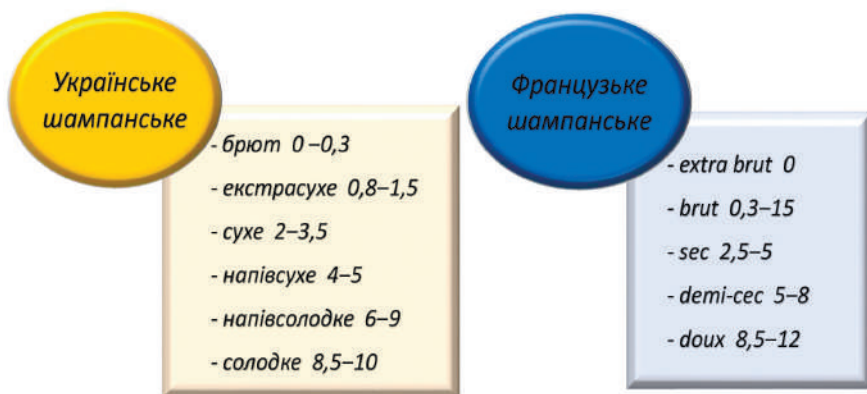 Українське
шампанське
- брют 0 –0,3
- екстрасухе 0,8–1,5
- сухе 2–3,5
- напівсухе 4–5
- напівсолодке 6–9
- солодке 8,5–10
Французьке
шампанське
- extra brut 0
- brut 0,3–15
- sec 2,5–5
- demi-сес 5–8
- doux 8,5–12